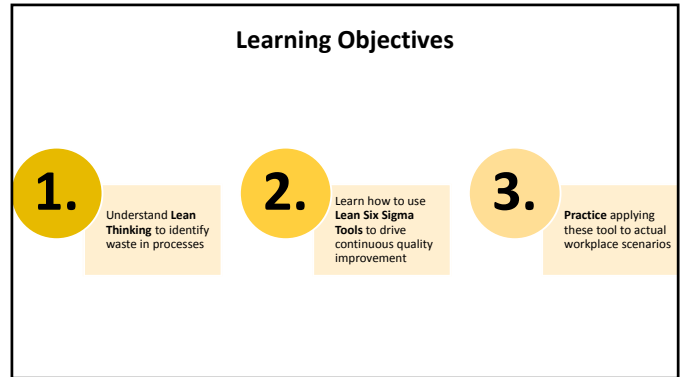 Learning Objectives
1.
Understand Lean
Thinking to identify
waste in processes
2.
Learn how to use
Lean Six Sigma
Tools to drive
continuous quality
improvement
3.
Practice applying
these tool to actual
workplace scenarios